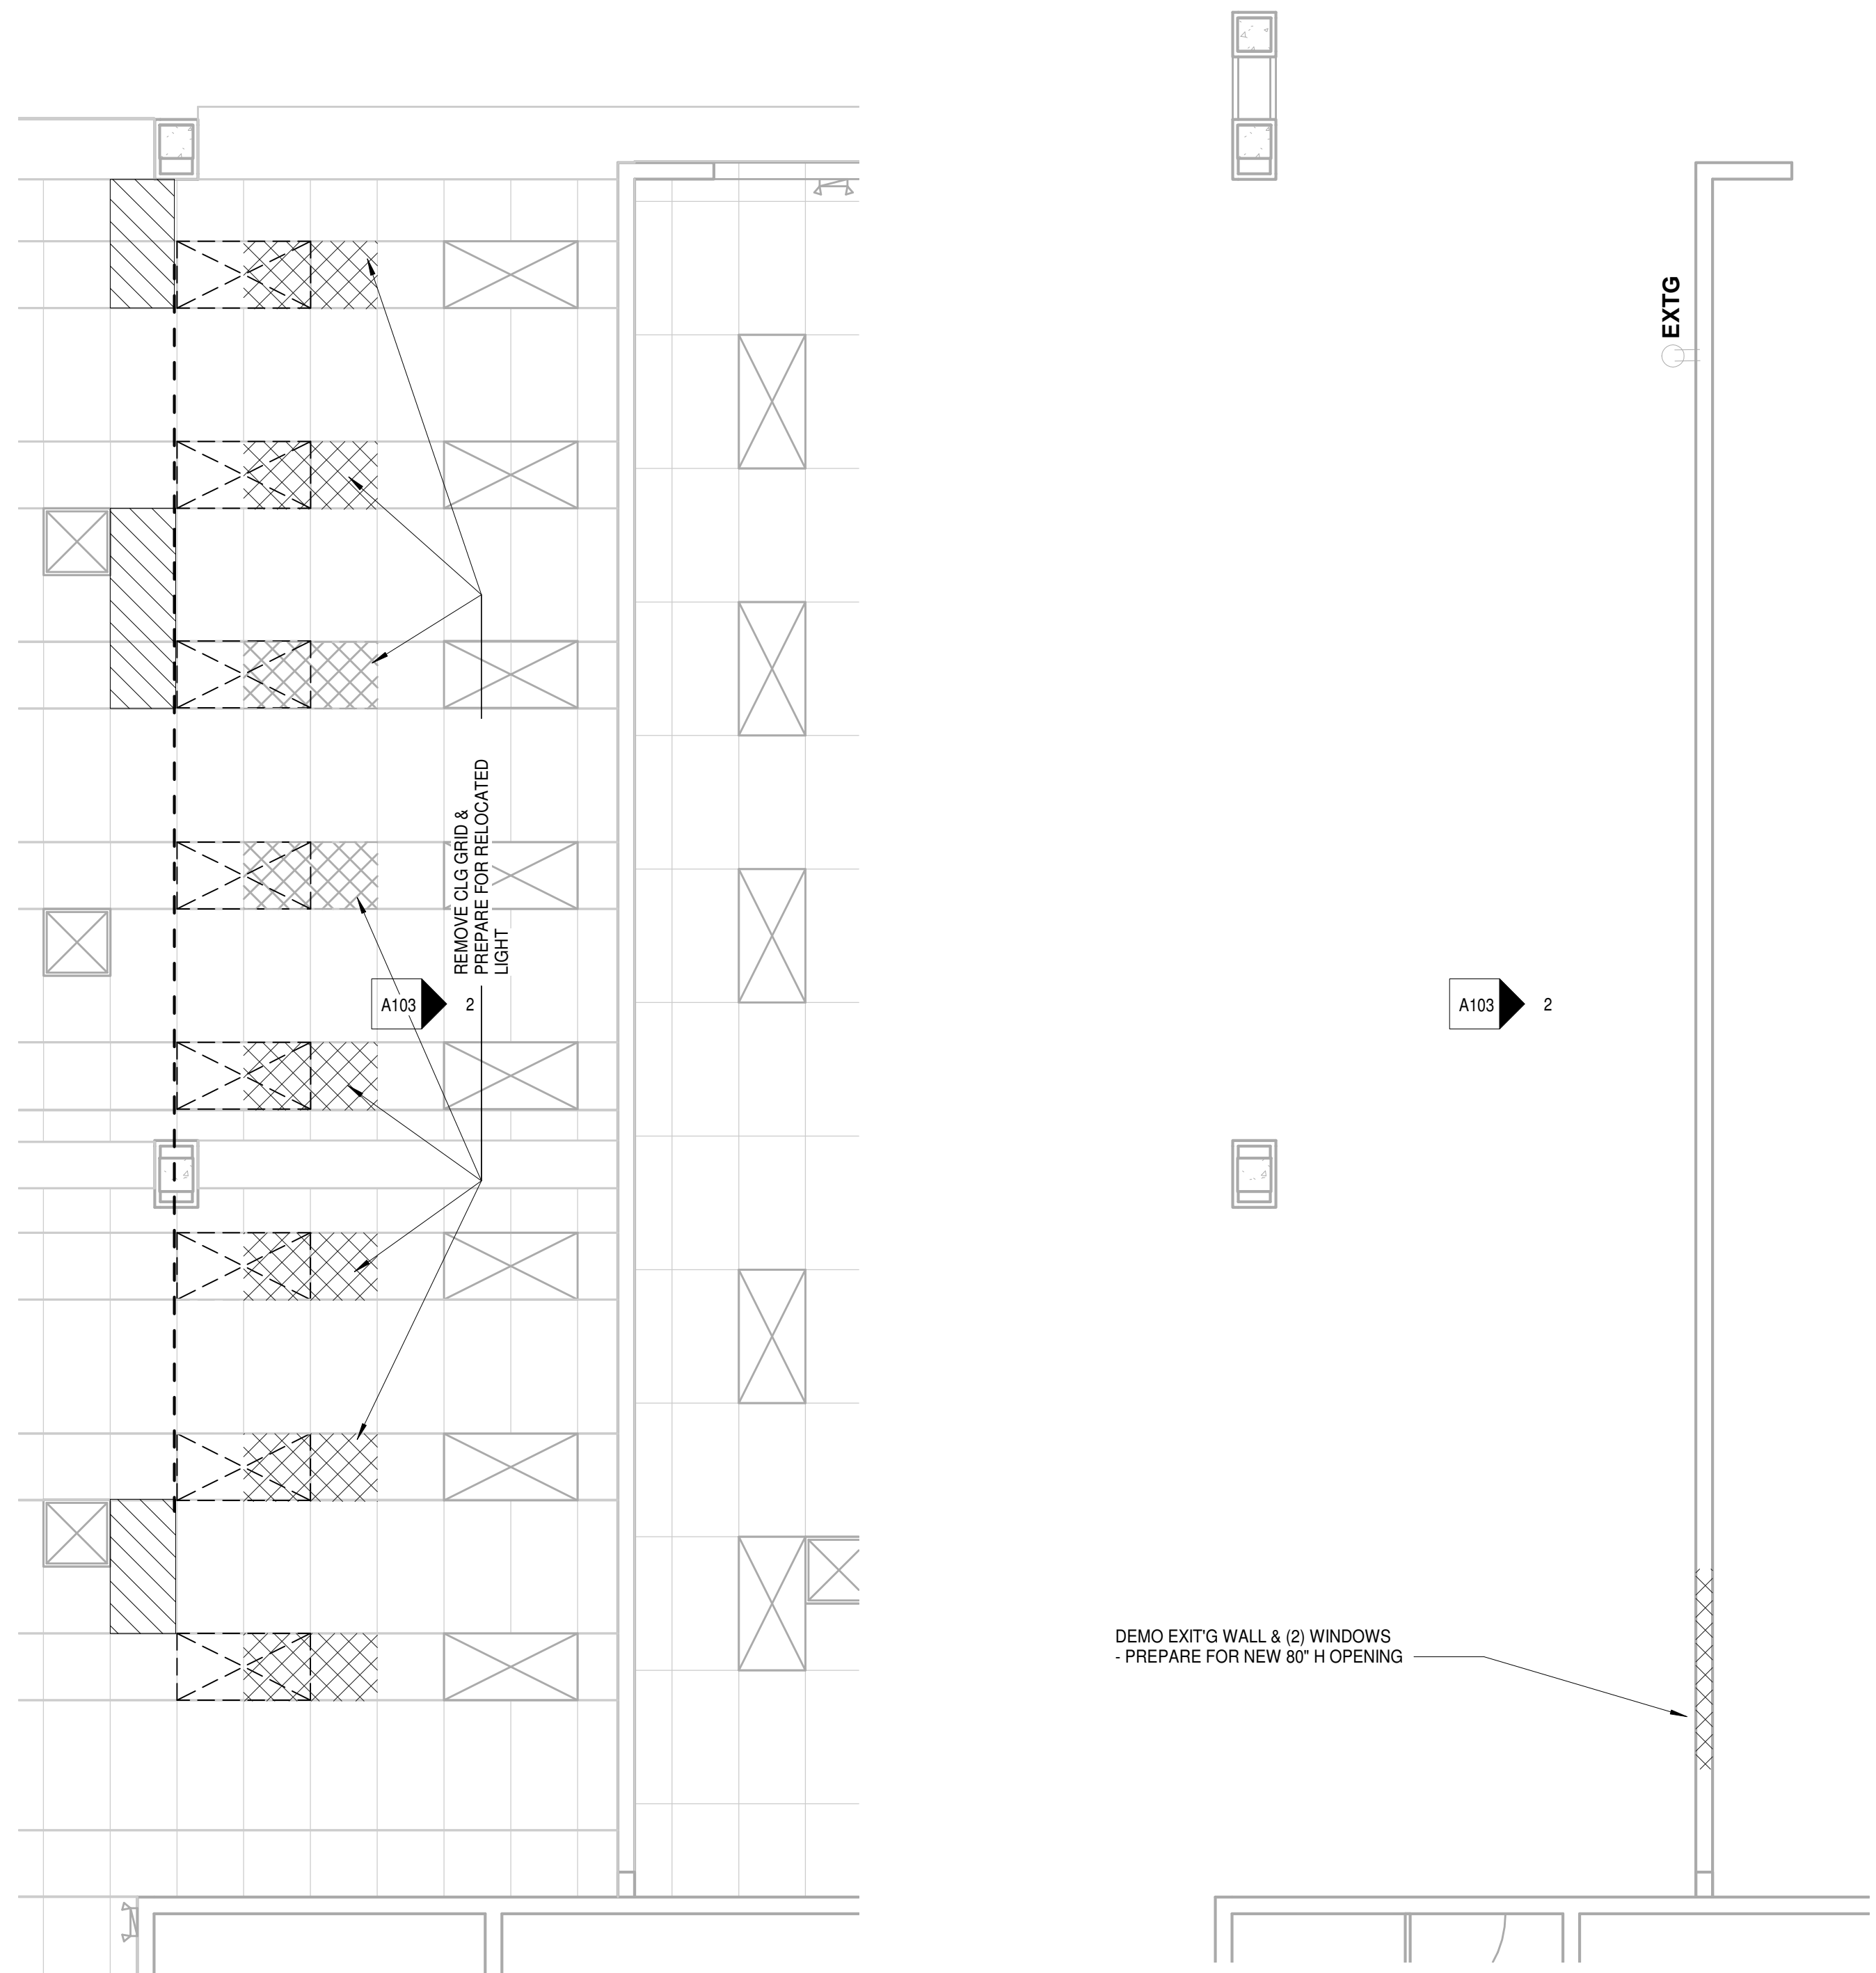 REMOVE CLG GRID &
PREPARE FOR RELOCATED
LIGHT
A103
2
EXTG
A103
2
DEMO EXIT'G WALL & (2) WINDOWS
- PREPARE FOR NEW 80" H OPENING